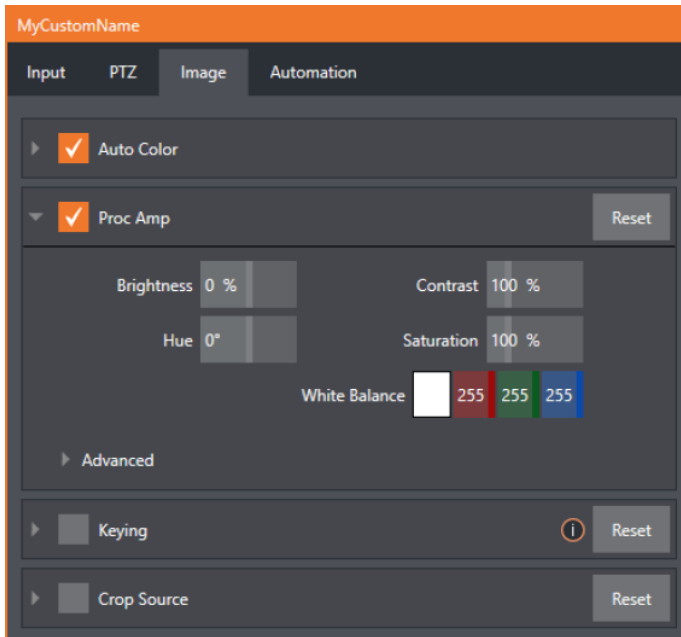 MyCustomName
Input PTZ Image Automation
Auto Color
Proc Amp Reset
Brightness 0 % Contrast 100 %
Hue 0° Saturation 100 %
White Balance 255 255 255
Advanced
Keying i Reset
Crop Source Reset